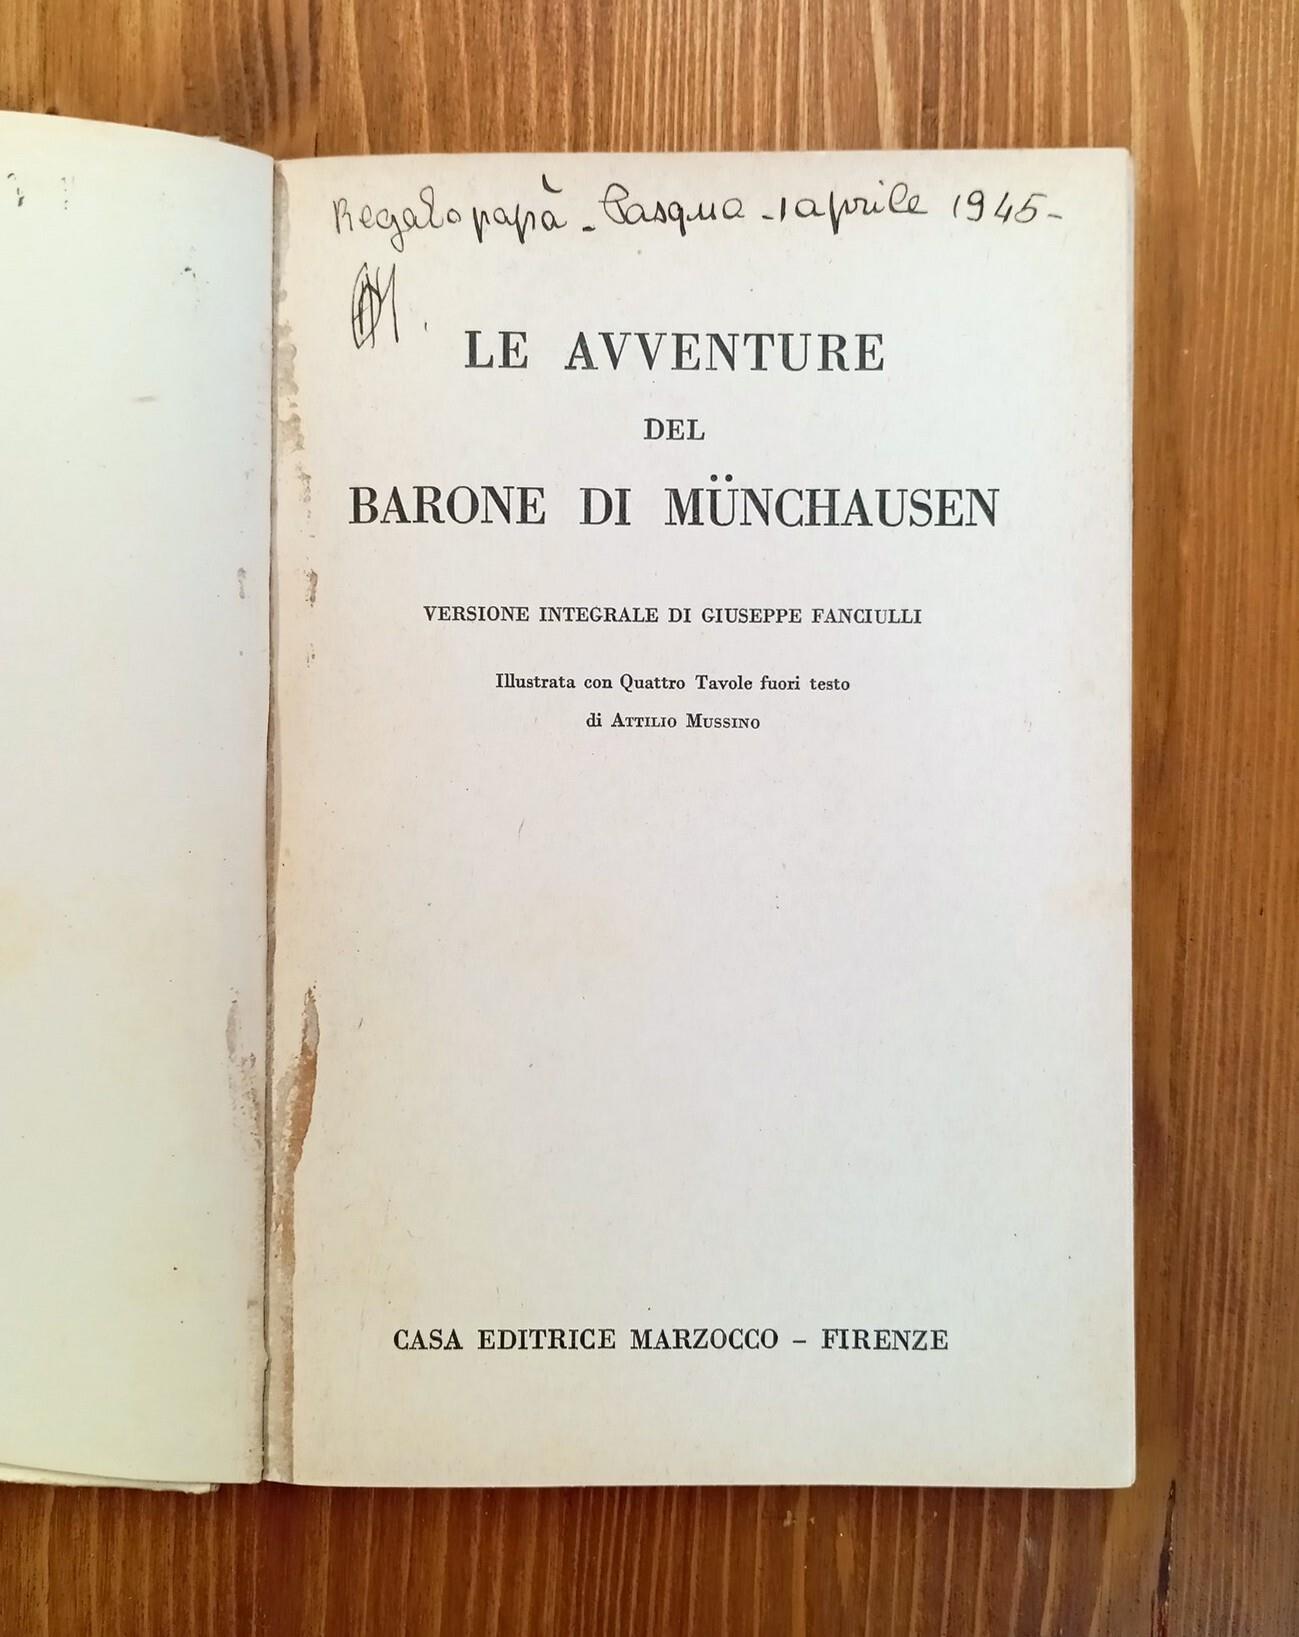 Regalo papà - Pasqua - 1 aprile 1945 -
LE AVVENTURE
DEL
BARONE DI MÜNCHAUSEN
VERSIONE INTEGRALE DI GIUSEPPE FANCIULLI
Illustrata con Quattro Tavole fuori testo
di ATTILIO MUSSINO
CASA EDITRICE MARZOCCO – FIRENZE